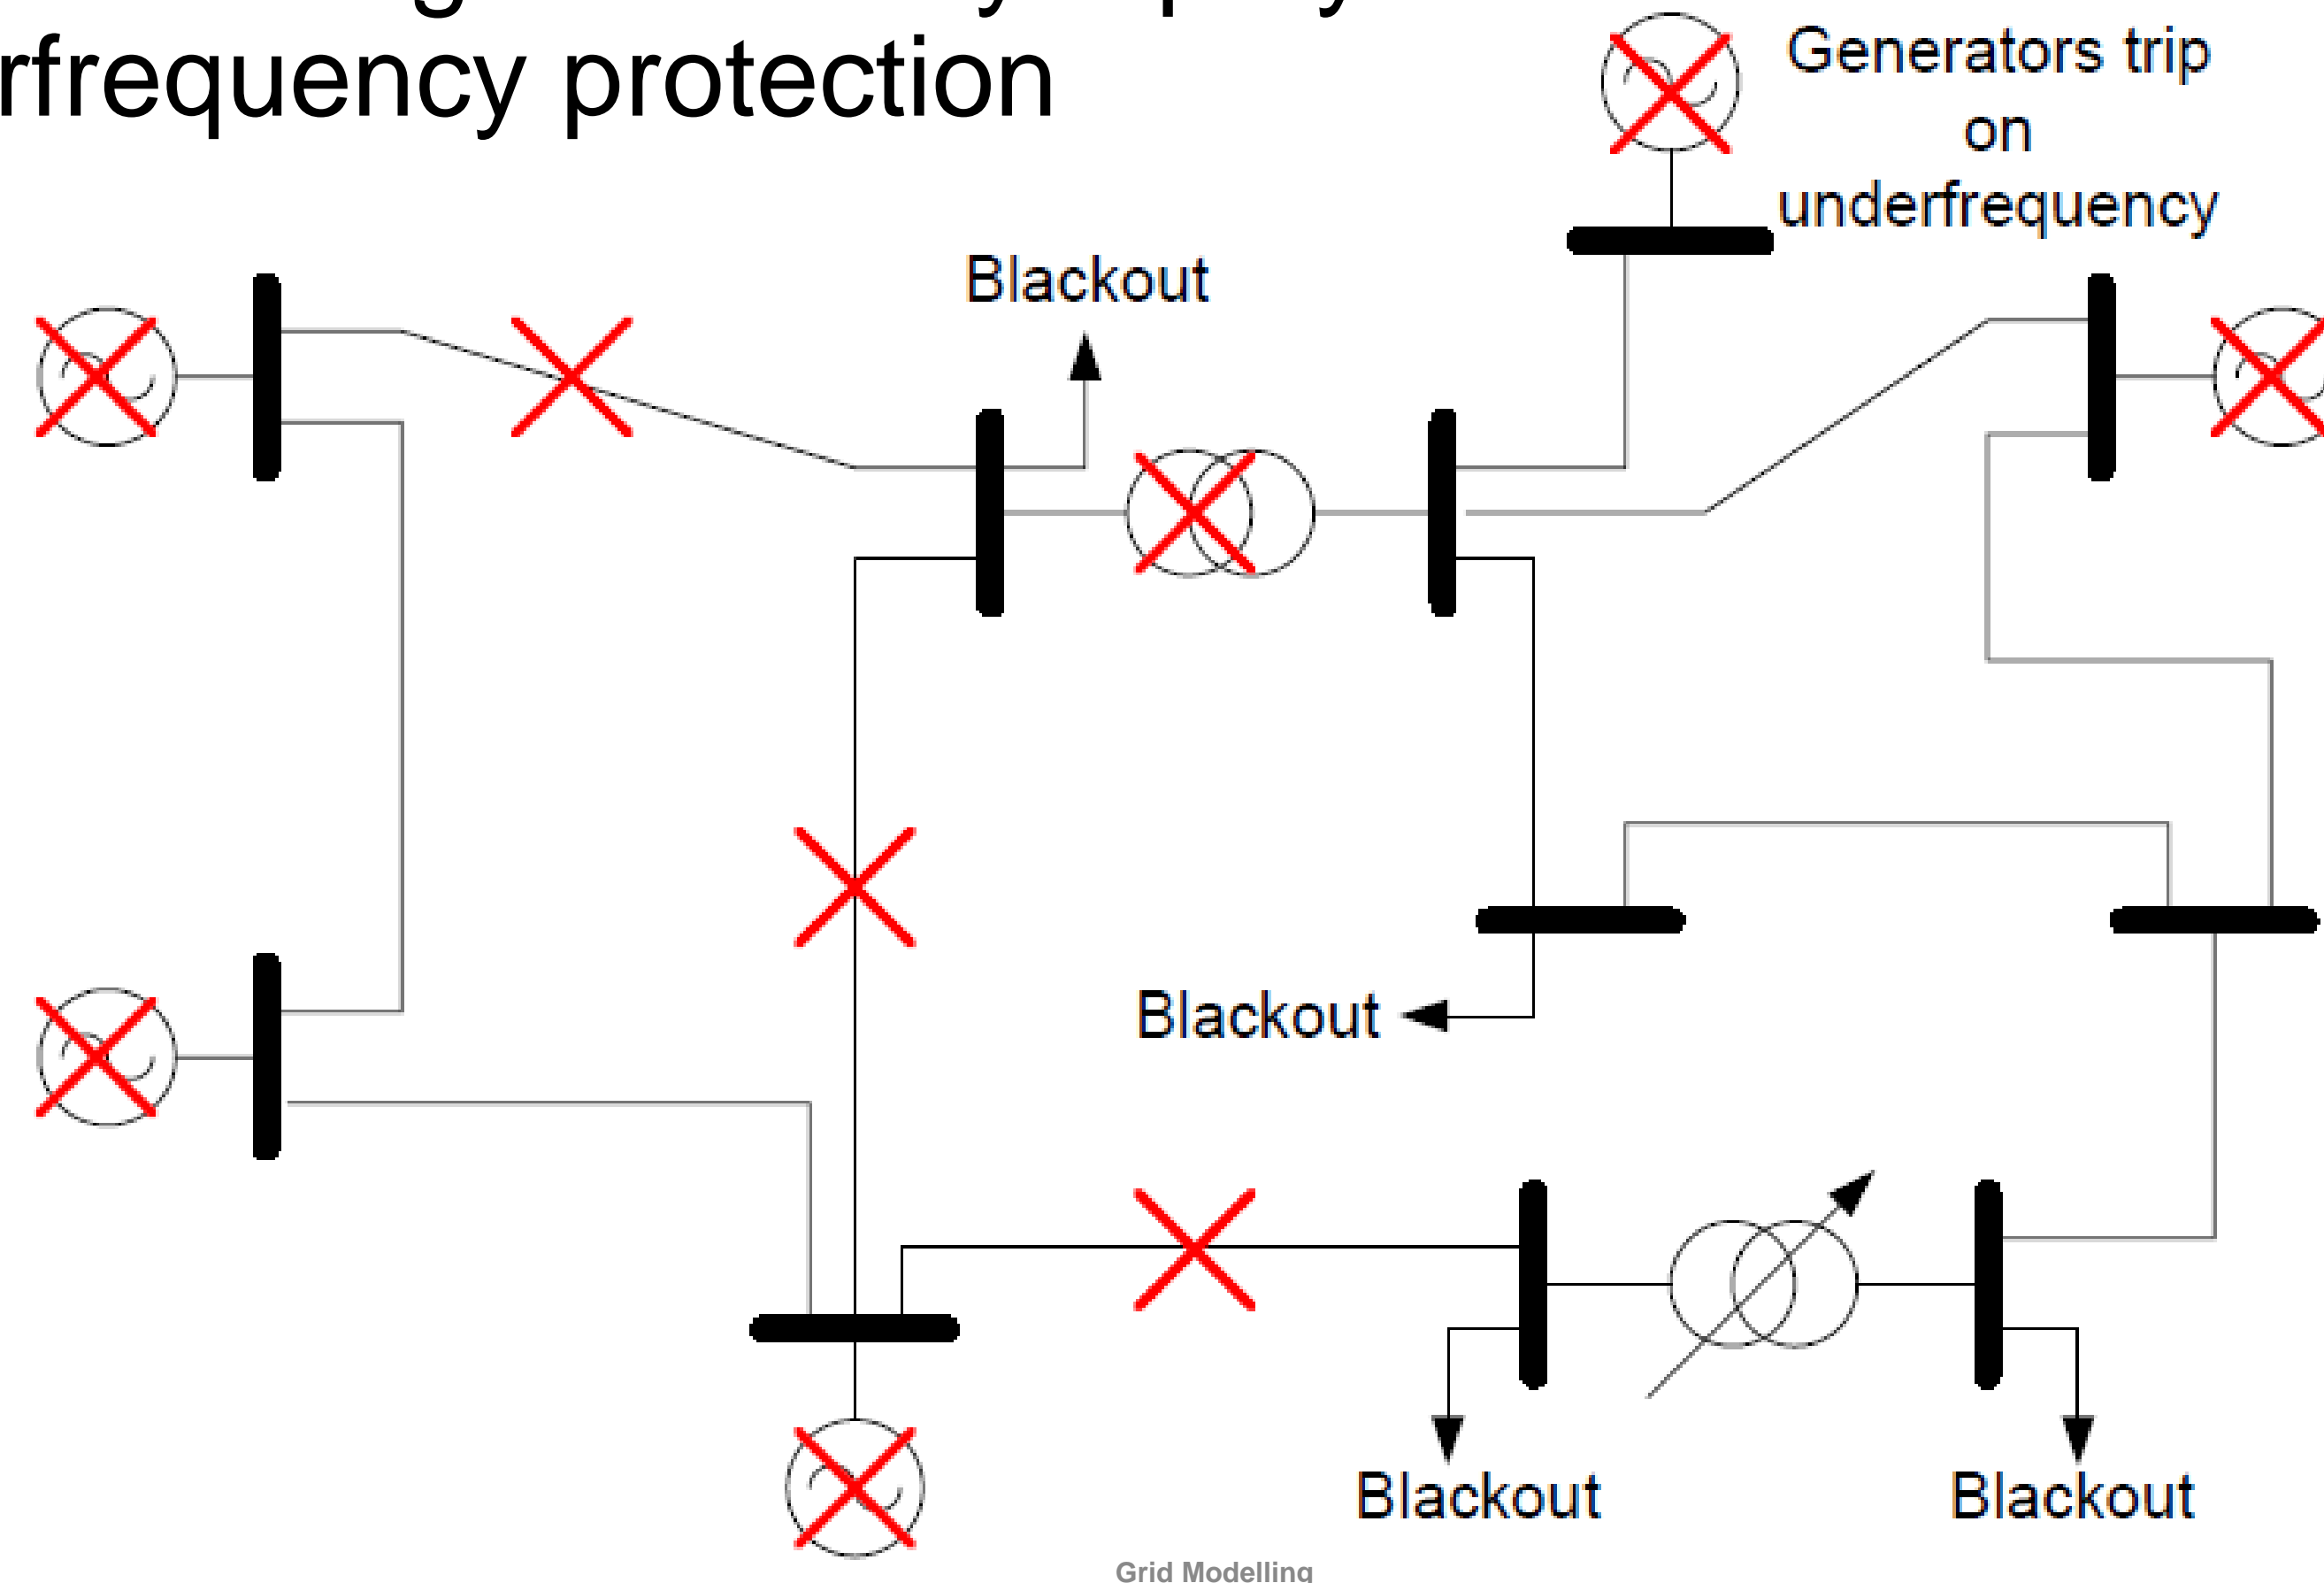 rfrequency protection
Generators trip
on
underfrequency
Blackout
Blackout
Blackout
Blackout
Grid Modelling